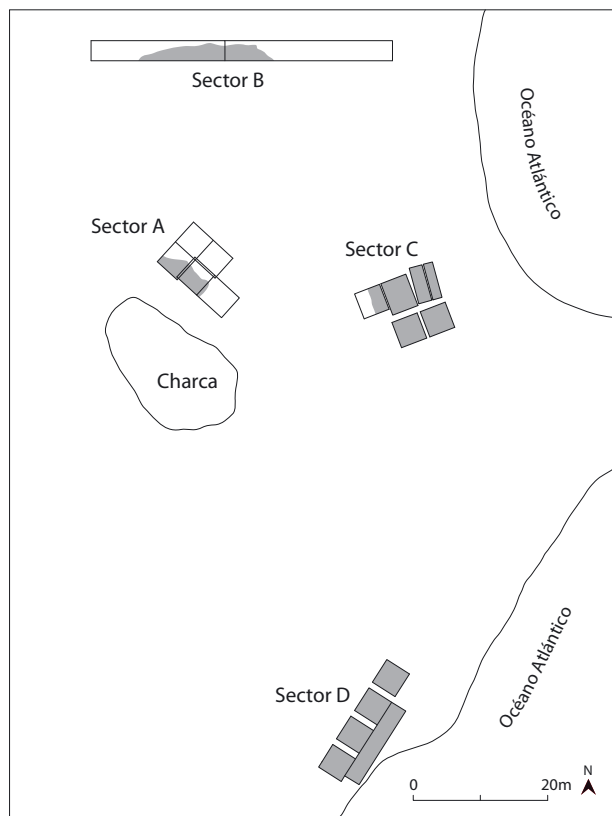 Sector B
Océano Atlántico
Sector A
Sector C
Charca
Océano Atlántico
Sector D
0 20m
N